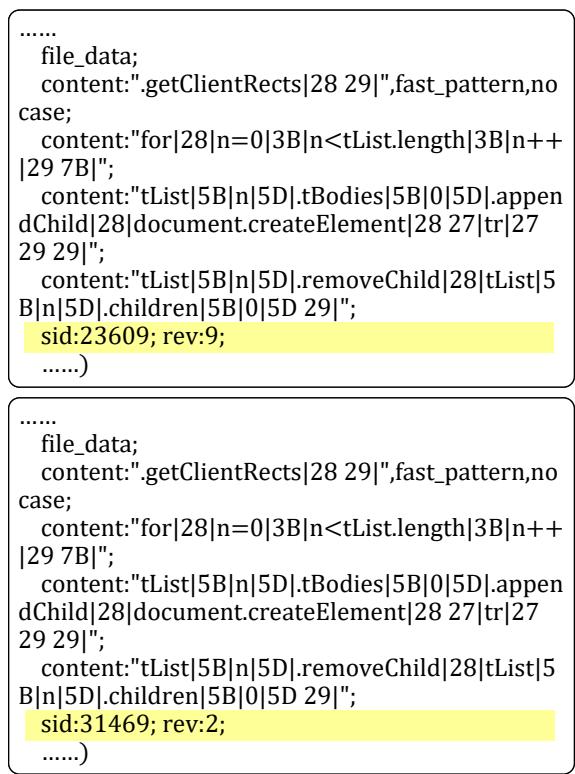 ……
file_data;
content:".getClientRects|28 29|",fast_pattern,no
case;
content:"for|28|n=0|3B|n<tList.length|3B|n++
|29 7B|";
content:"tList|5B|n|5D|.tBodies|5B|0|5D|.appen
dChild|28|document.createElement|28 27|tr|27
29 29|";
content:"tList|5B|n|5D|.removeChild|28|tList|5
B|n|5D|.children|5B|0|5D 29|";
sid:23609; rev:9;
……)
……
file_data;
content:".getClientRects|28 29|",fast_pattern,no
case;
content:"for|28|n=0|3B|n<tList.length|3B|n++
|29 7B|";
content:"tList|5B|n|5D|.tBodies|5B|0|5D|.appen
dChild|28|document.createElement|28 27|tr|27
29 29|";
content:"tList|5B|n|5D|.removeChild|28|tList|5
B|n|5D|.children|5B|0|5D 29|";
sid:31469; rev:2;
……)